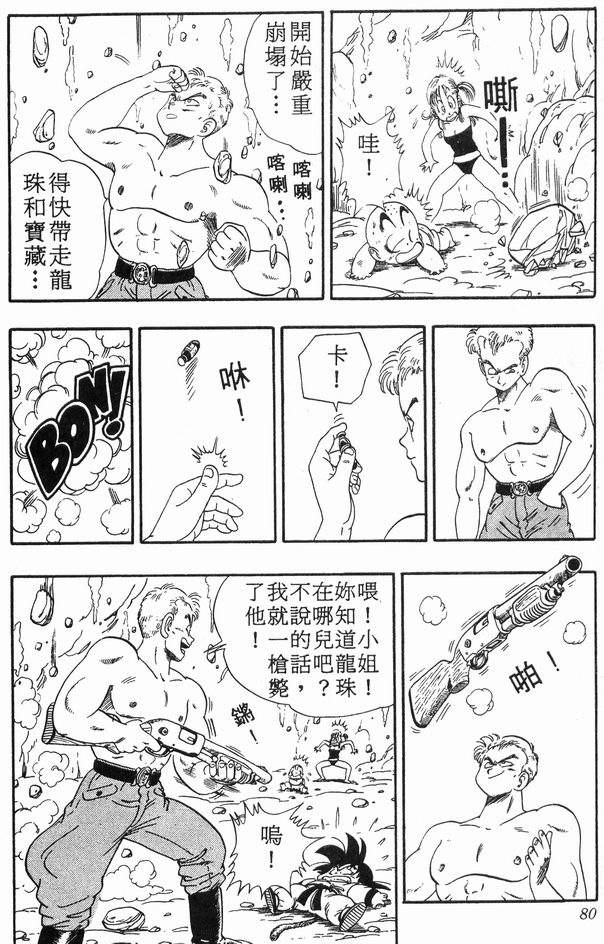 嘶！…
哇！
開始嚴重
崩塌了…
喀喇…
喀喇…
得快帶走龍
珠和寶藏…
卡！
咻！
BON!
啪！
喂！小姐！
妳知道龍珠
在哪兒吧？
不說的話，
我就一槍斃
了他！
鏘！
嗚！
80